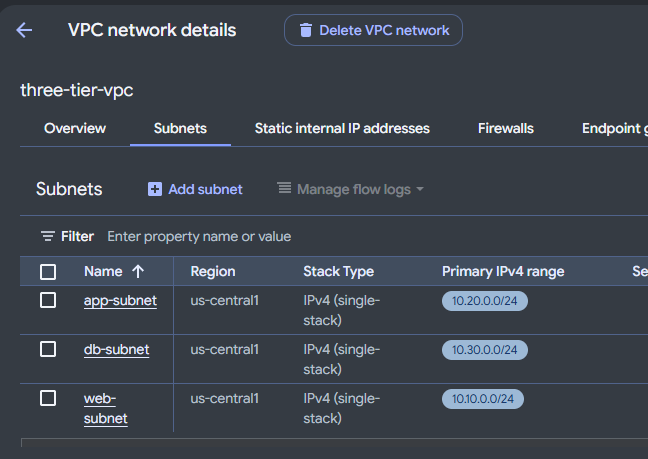 VPC network details
Delete VPC network
three-tier-vpc
Overview Subnets Static internal IP addresses Firewalls Endpoint g
Subnets Add subnet Manage flow logs
Filter Enter property name or value
Name Region Stack Type Primary IPv4 range Se
app-subnet us-central1 IPv4 (single-
stack) 10.20.0.0/24
db-subnet us-central1 IPv4 (single-
stack) 10.30.0.0/24
web-
subnet us-central1 IPv4 (single-
stack) 10.10.0.0/24